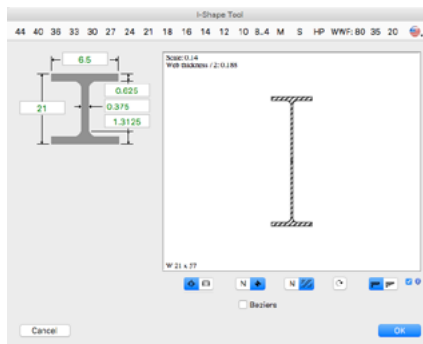 I-Shape Tool
44 40 36 33 30 27 24 21 18 16 14 12 10 8..4 M S HP WWF: 80 35 20
6.5
0.625
21
0.375
1.3125
Scale: 0.14
Web thickness / 2: 0.188
W 21 x 57
N
N
Beziers
Cancel
OK